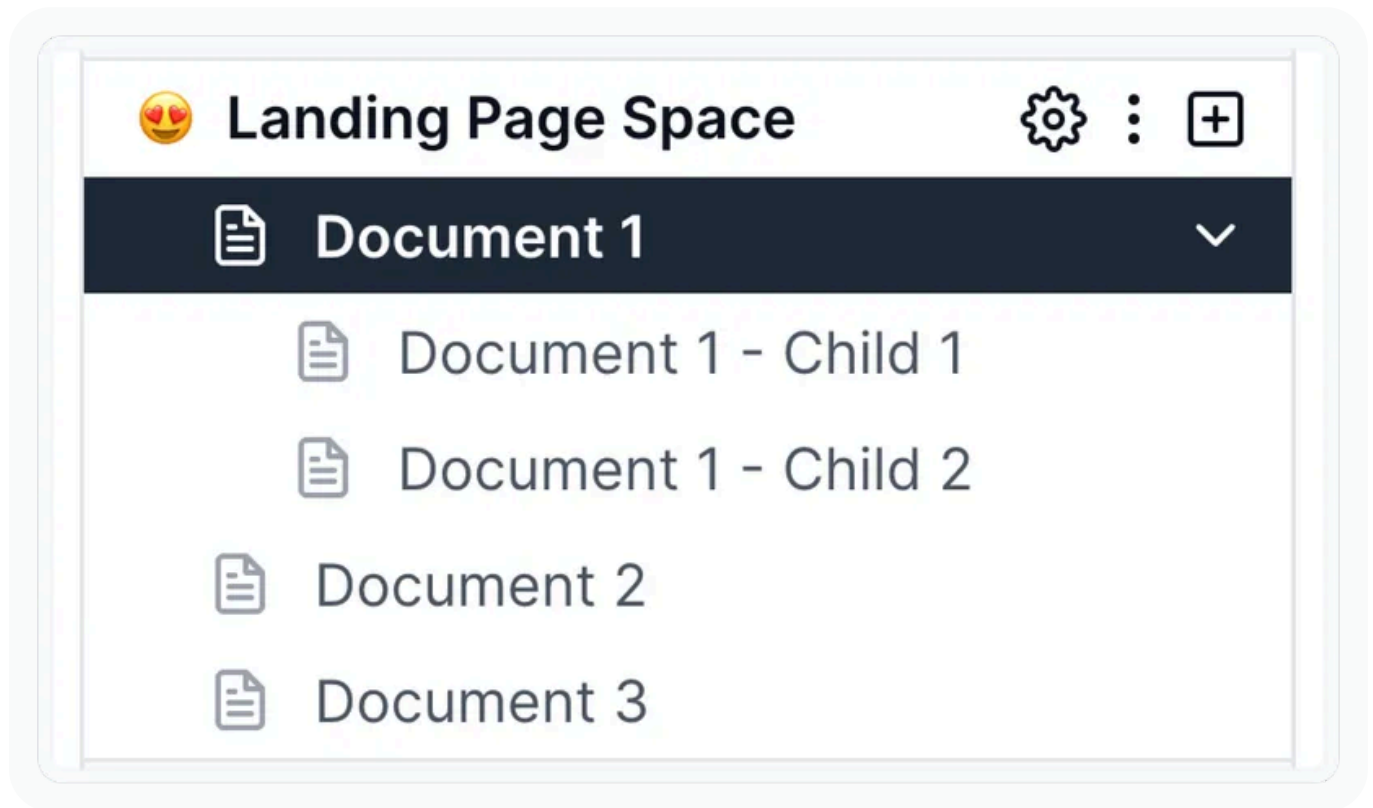 Landing Page Space
Document 1
Document 1 - Child 1
Document 1 - Child 2
Document 2
Document 3